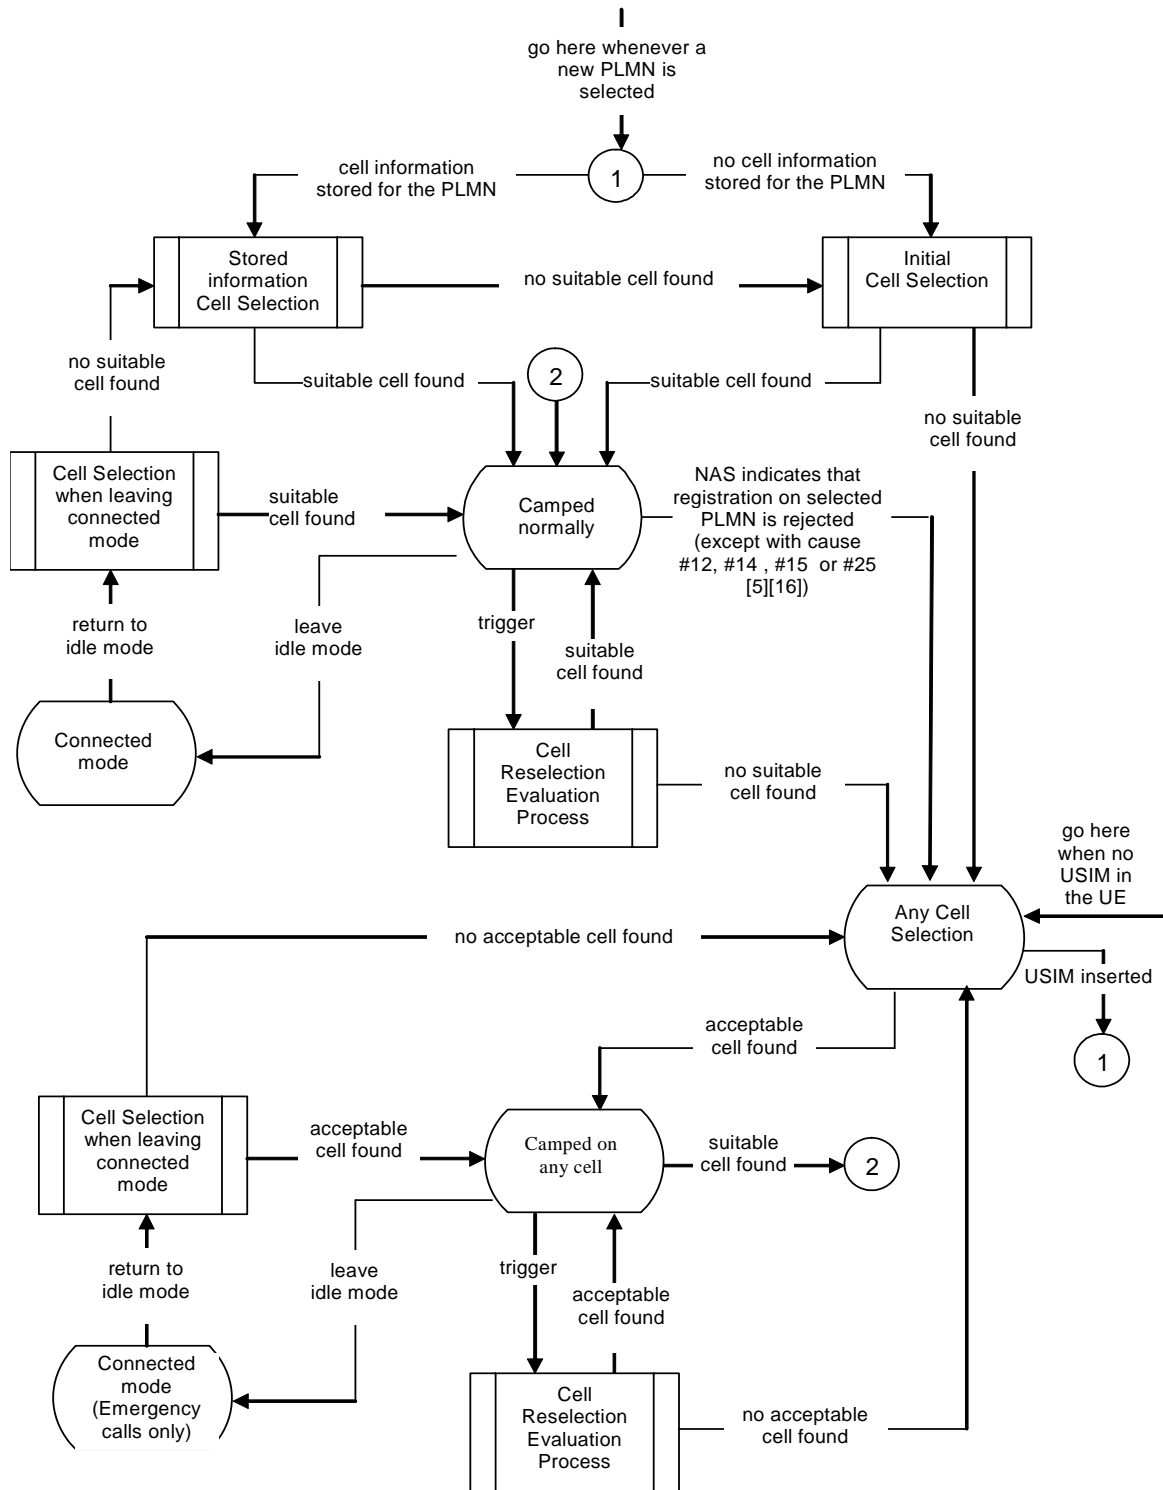 go here whenever a
new PLMN is
selected
cell information
stored for the PLMN
1
no cell information
stored for the PLMN
Stored
information
Cell Selection
no suitable cell found
Initial
Cell Selection
no suitable
cell found
suitable cell found
2
suitable cell found
no suitable
cell found
Cell Selection
when leaving
connected
mode
suitable
cell found
Camped
normally
NAS indicates that
registration on selected
PLMN is rejected
(except with cause
#12, #14 , #15 or #25
[5][16])
return to
idle mode
leave
idle mode
trigger
suitable
cell found
Connected
mode
Cell
Reselection
Evaluation
Process
no suitable
cell found
go here
when no
USIM in
the UE
Any Cell
Selection
no acceptable cell found
USIM inserted
acceptable
cell found
1
Cell Selection
when leaving
connected
mode
acceptable
cell found
Camped on
any cell
suitable
cell found
2
return to
idle mode
leave
idle mode
trigger
acceptable
cell found
Connected
mode
(Emergency
calls only)
Cell
Reselection
Evaluation
Process
no acceptable
cell found